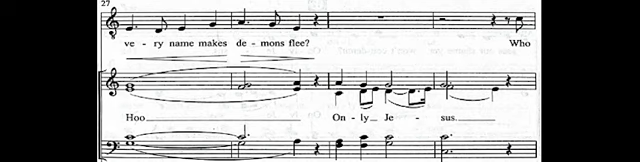 27
ve - ry name makes de - mons flee? Who
Hoo On - ly Je - sus.